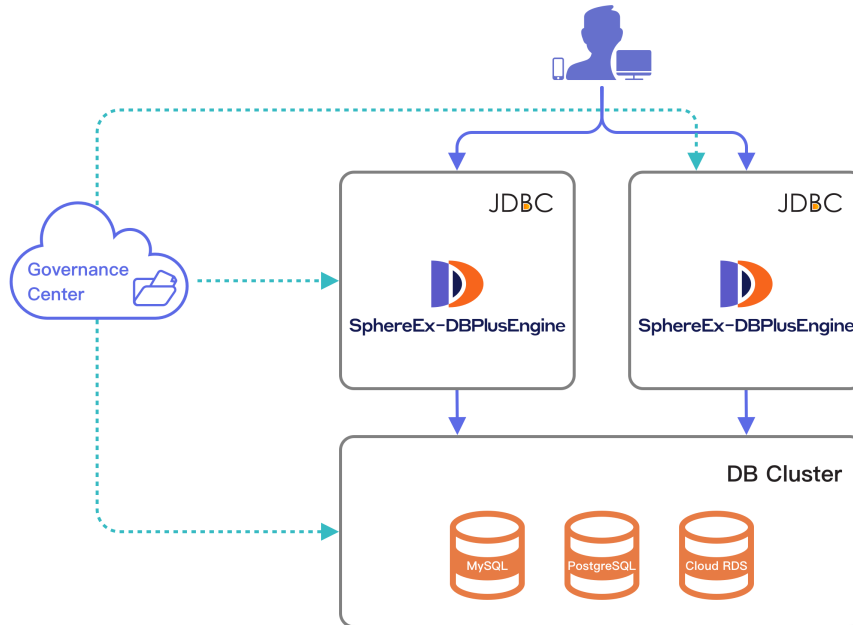 JDBC
JDBC
Governance
Center
SphereEx-DBPlusEngine
SphereEx-DBPlusEngine
DB Cluster
MySQL
PostgreSQL
Cloud RDS